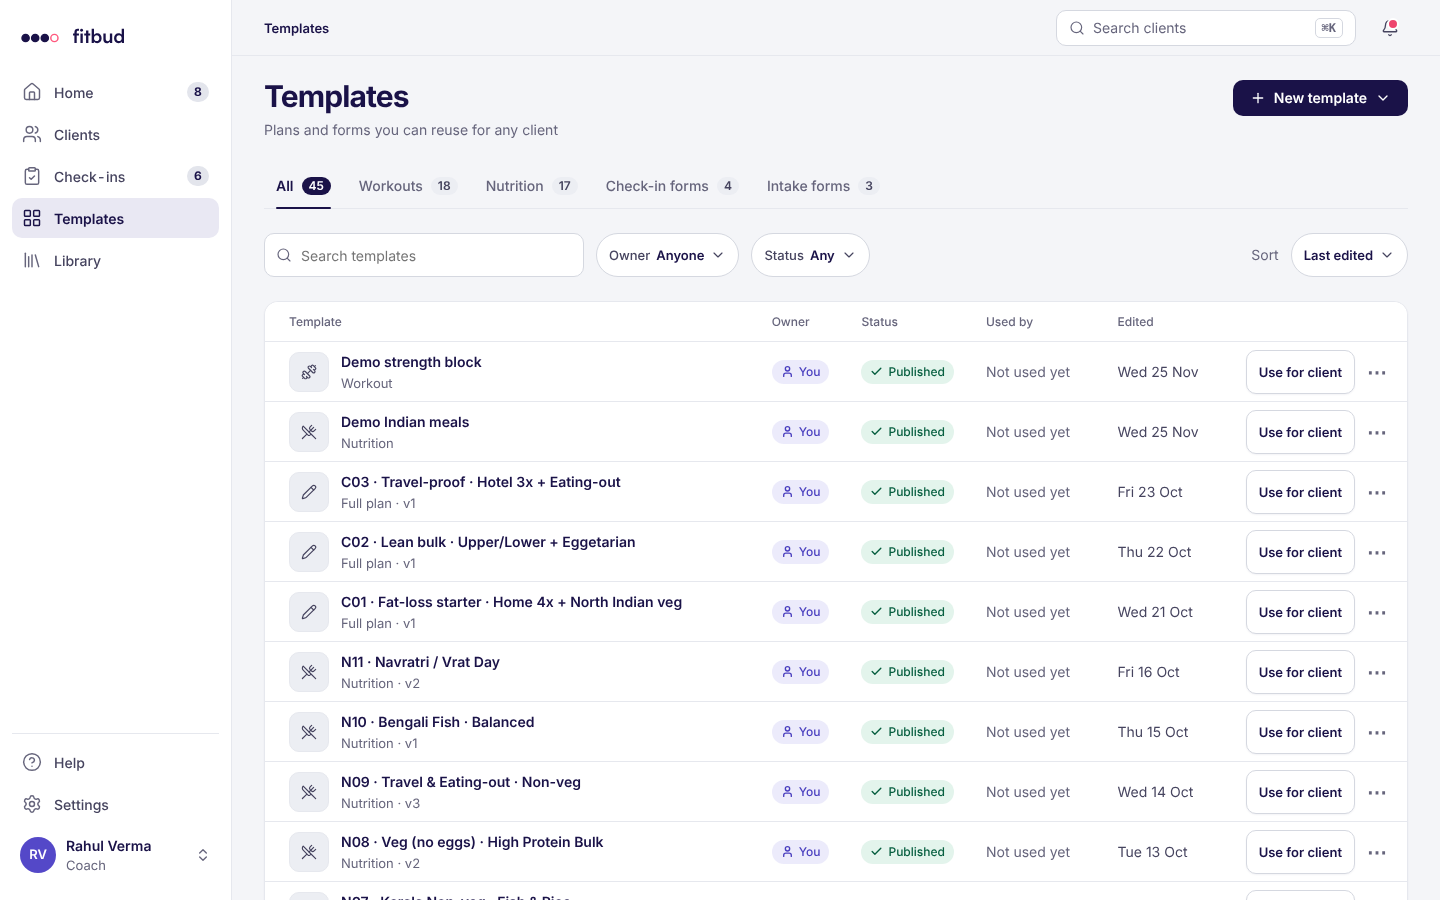 fitbud
Home 8
Clients
Check-ins 6
Templates
Library
Help
Settings
RV
Rahul Verma
Coach
Templates
Search clients
⌘K
Templates
Plans and forms you can reuse for any client
New template
All 45
Workouts 18
Nutrition 17
Check-in forms 4
Intake forms 3
Search templates
Owner Anyone
Status Any
Sort Last edited
Template Owner Status Used by Edited
Demo strength block
Workout
You Published Not used yet Wed 25 Nov Use for client
Demo Indian meals
Nutrition
You Published Not used yet Wed 25 Nov Use for client
C03 · Travel-proof · Hotel 3x + Eating-out
Full plan · v1
You Published Not used yet Fri 23 Oct Use for client
C02 · Lean bulk · Upper/Lower + Eggetarian
Full plan · v1
You Published Not used yet Thu 22 Oct Use for client
C01 · Fat-loss starter · Home 4x + North Indian veg
Full plan · v1
You Published Not used yet Wed 21 Oct Use for client
N11 · Navratri / Vrat Day
Nutrition · v2
You Published Not used yet Fri 16 Oct Use for client
N10 · Bengali Fish · Balanced
Nutrition · v1
You Published Not used yet Thu 15 Oct Use for client
N09 · Travel & Eating-out · Non-veg
Nutrition · v3
You Published Not used yet Wed 14 Oct Use for client
N08 · Veg (no eggs) · High Protein Bulk
Nutrition · v2
You Published Not used yet Tue 13 Oct Use for client